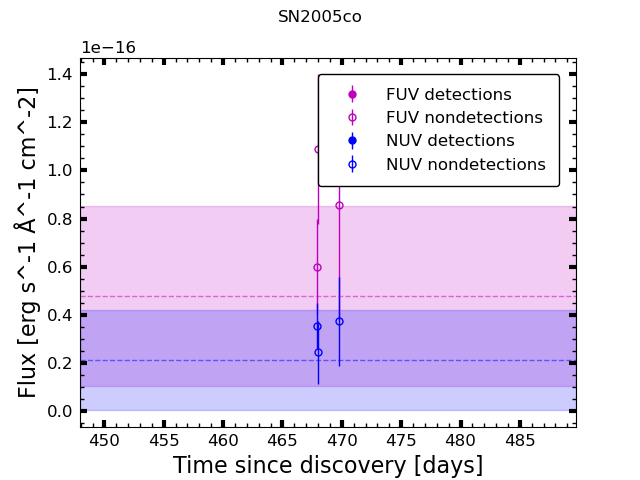 SN2005co
1e−16
1.4
1.2
1.0
0.8
0.6
0.4
0.2
0.0
Flux [erg s^-1 Å^-1 cm^-2]
FUV detections
FUV nondetections
NUV detections
NUV nondetections
450 455 460 465 470 475 480 485
Time since discovery [days]